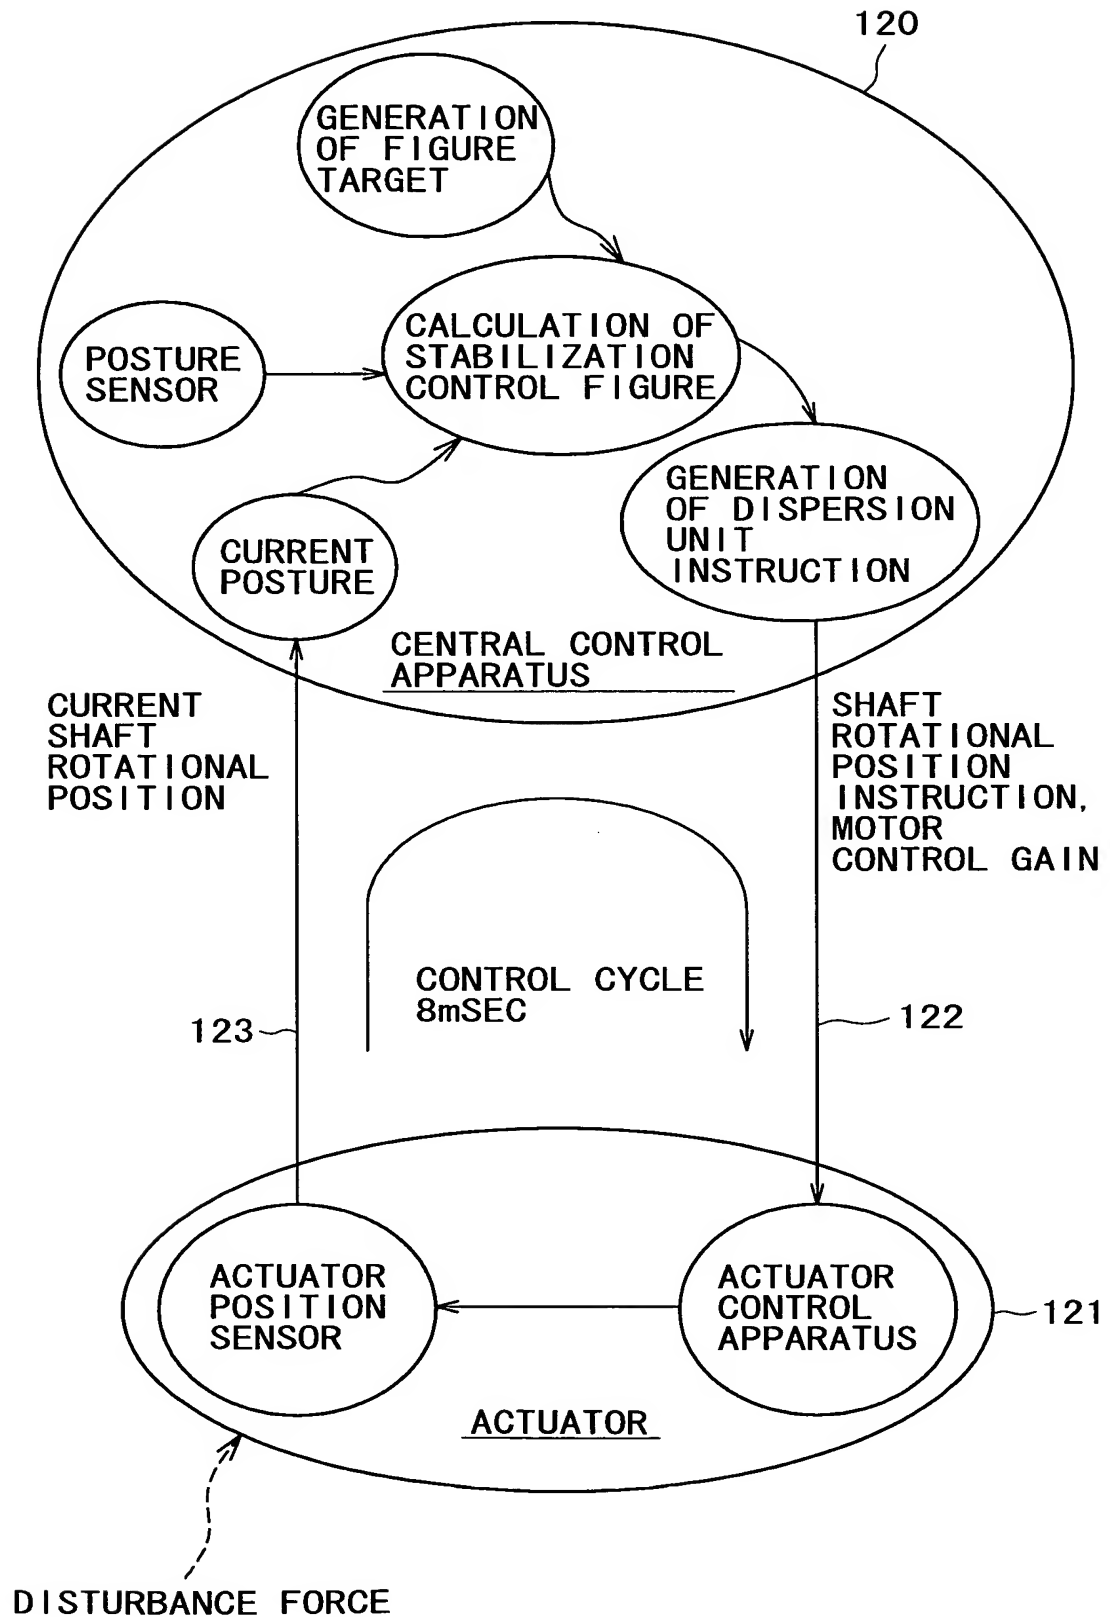 120
GENERATION
OF FIGURE
TARGET
CALCULATION OF
STABILIZATION
CONTROL FIGURE
POSTURE
SENSOR
GENERATION
OF DISPERSION
UNIT
INSTRUCTION
CURRENT
POSTURE
CENTRAL CONTROL
APPARATUS
CURRENT
SHAFT
ROTATIONAL
POSITION
SHAFT
ROTATIONAL
POSITION
INSTRUCTION,
MOTOR
CONTROL GAIN
CONTROL CYCLE
8mSEC
123
122
ACTUATOR
POSITION
SENSOR
ACTUATOR
CONTROL
APPARATUS
121
ACTUATOR
DISTURBANCE FORCE